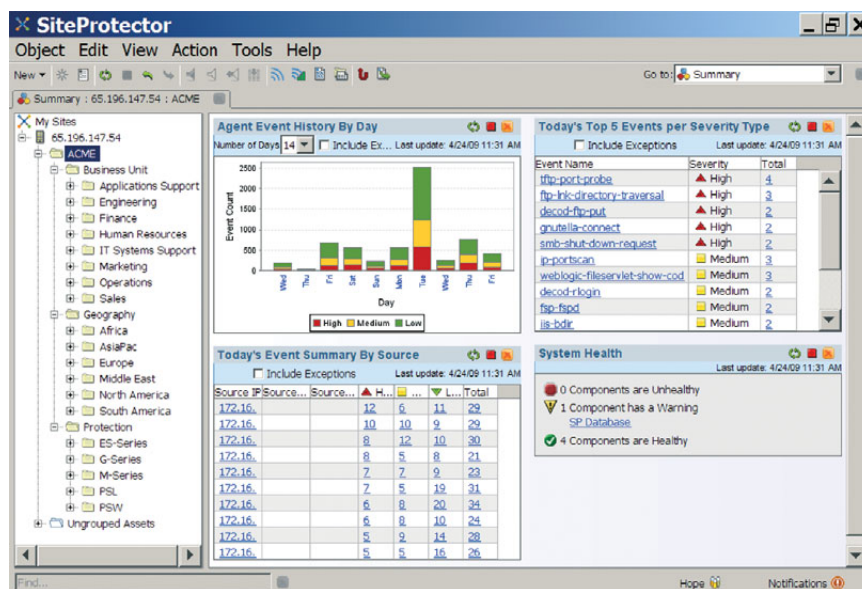 SiteProtector
Object Edit View Action Tools Help
New
Go to: Summary
Summary : 65.196.147.54 : ACME
My Sites
65.196.147.54
ACME
Business Unit
Applications Support
Engineering
Finance
Human Resources
IT Systems Support
Marketing
Operations
Sales
Geography
Africa
AsiaPac
Europe
Middle East
North America
South America
Protection
ES-Series
G-Series
M-Series
PSL
PSW
Ungrouped Assets
Agent Event History By Day
Number of Days 14 Include Ex... Last update: 4/24/09 11:31 AM
Event Count
2500
2000
1500
1000
500
0
Wed Thu Fri Sat Sun Mon Tue Wed Thu Fri
Day
High Medium Low
Today's Top 5 Events per Severity Type
Include Exceptions Last update: 4/24/09 11:31 AM
Event Name Severity Total
tftp-port-probe High 4
ftp-lnk-directory-traversal High 3
decod-ftp-put High 2
gnutella-connect High 2
smb-shut-down-request High 2
ip-portscan Medium 3
weblogic-fileservlet-show-cod Medium 3
decod-rlogin Medium 2
fsp-fspd Medium 2
iis-bdir Medium 2
Today's Event Summary By Source
Include Exceptions Last update: 4/24/09 11:31 AM
Source IP Source... Source... H... ... L... Total
172.16. 12 6 11 29
172.16. 10 10 9 29
172.16. 8 12 10 30
172.16. 8 5 8 21
172.16. 7 7 9 23
172.16. 7 5 19 31
172.16. 6 8 20 34
172.16. 6 8 10 24
172.16. 5 9 14 28
172.16. 5 5 16 26
System Health
Last update: 4/24/09 11:31 AM
0 Components are Unhealthy
1 Component has a Warning
SP Database
4 Components are Healthy
Find...
Hope
Notifications